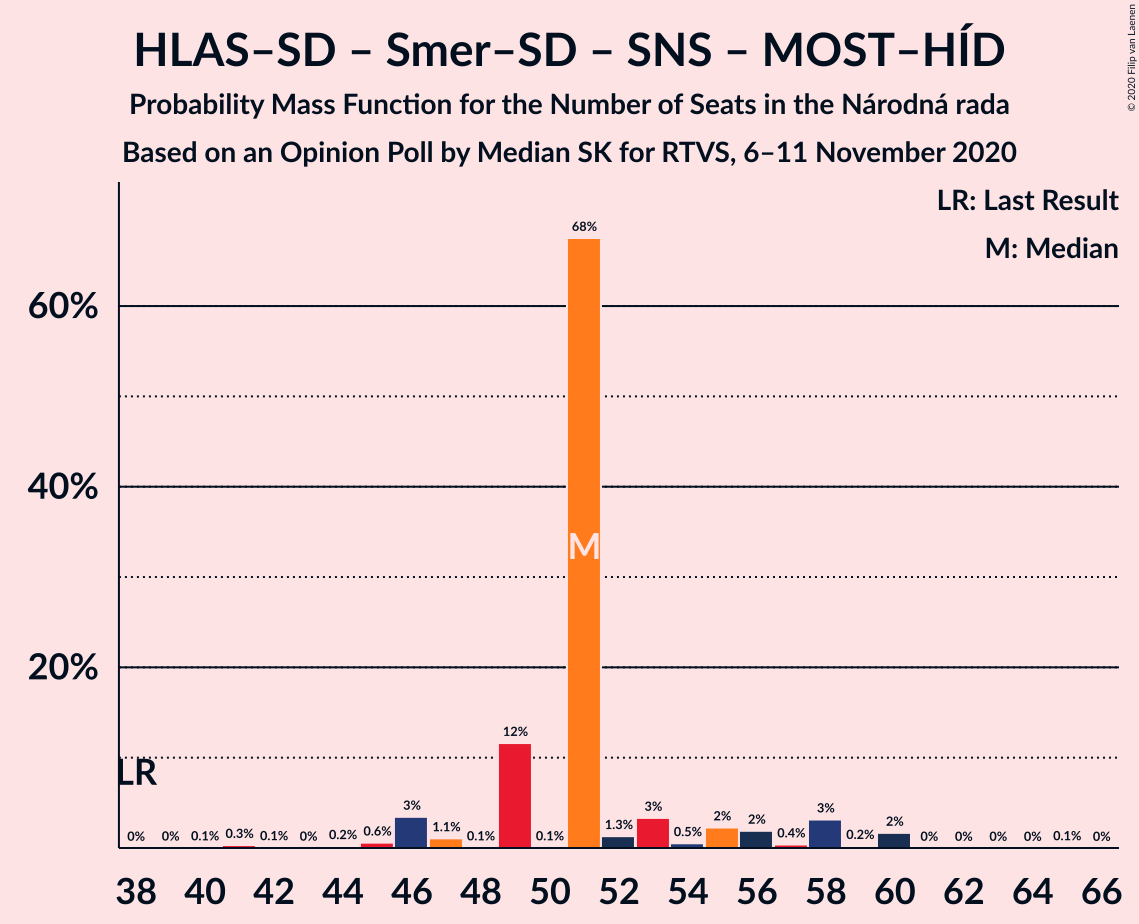 HLAS–SD – Smer–SD – SNS – MOST–HÍD
Probability Mass Function for the Number of Seats in the Národná rada
Based on an Opinion Poll by Median SK for RTVS, 6–11 November 2020
© 2020 Filip van Laenen
LR: Last Result
M: Median
60%
40%
20%
LR
M
0% 0% 0.1% 0.3% 0.1% 0% 0.2% 0.6% 3% 1.1% 0.1% 12% 0.1% 68% 1.3% 3% 0.5% 2% 2% 0.4% 3% 0.2% 2% 0% 0% 0% 0% 0.1% 0%
38 40 42 44 46 48 50 52 54 56 58 60 62 64 66